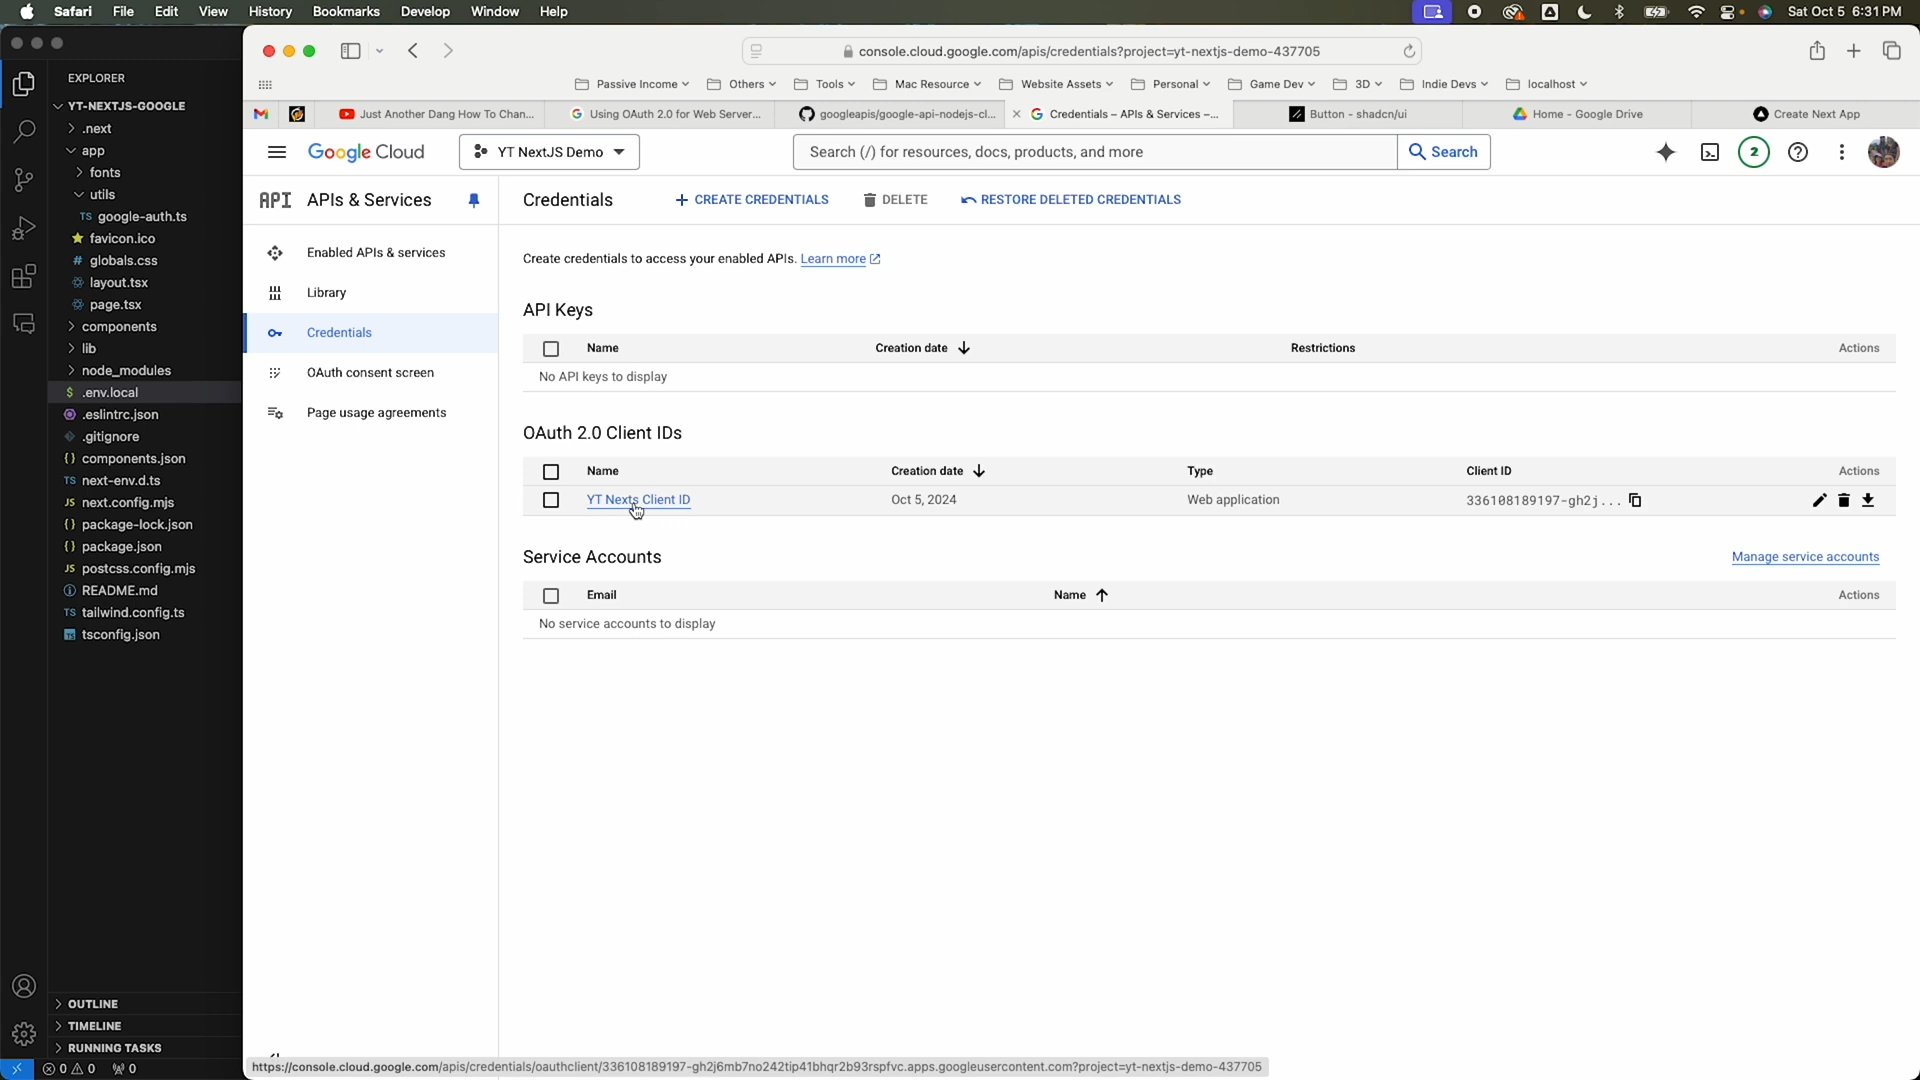 Safari File Edit View History Bookmarks Develop Window Help Sat Oct 5 6:31 PM
console.cloud.google.com/apis/credentials?project=yt-nextjs-demo-437705
Passive Income Others Tools Mac Resource Website Assets Personal Game Dev 3D Indie Devs localhost
Just Another Dang How To Chan... Using OAuth 2.0 for Web Server... googleapis/google-api-nodejs-cl... Credentials – APIs & Services –... Button - shadcn/ui Home - Google Drive Create Next App
EXPLORER
YT-NEXTJS-GOOGLE
.next
app
fonts
utils
TS google-auth.ts
favicon.ico
# globals.css
layout.tsx
page.tsx
components
lib
node_modules
$ .env.local
.eslintrc.json
.gitignore
{} components.json
TS next-env.d.ts
JS next.config.mjs
{} package-lock.json
{} package.json
JS postcss.config.mjs
README.md
TS tailwind.config.ts
tsconfig.json
OUTLINE
TIMELINE
RUNNING TASKS
0 0 0
Google Cloud YT NextJS Demo Search (/) for resources, docs, products, and more Search 2
API APIs & Services
Enabled APIs & services
Library
Credentials
OAuth consent screen
Page usage agreements
Credentials + CREATE CREDENTIALS DELETE RESTORE DELETED CREDENTIALS
Create credentials to access your enabled APIs. Learn more
API Keys
Name Creation date Restrictions Actions
No API keys to display
OAuth 2.0 Client IDs
Name Creation date Type Client ID Actions
YT Nexts Client ID Oct 5, 2024 Web application 336108189197-gh2j...
Service Accounts Manage service accounts
Email Name Actions
No service accounts to display
https://console.cloud.google.com/apis/credentials/oauthclient/336108189197-gh2j6mb7no242tip41bhqr2b93rspfvc.apps.googleusercontent.com?project=yt-nextjs-demo-437705